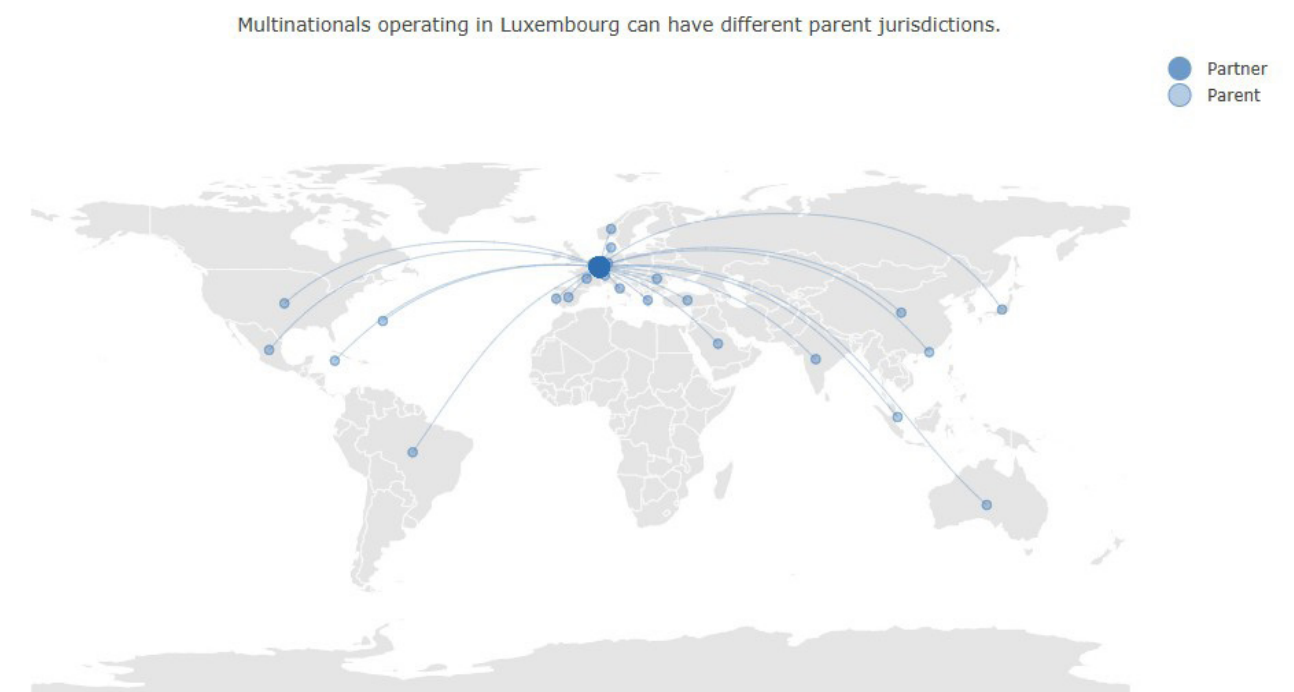 Multinationals operating in Luxembourg can have different parent jurisdictions.
Partner
Parent